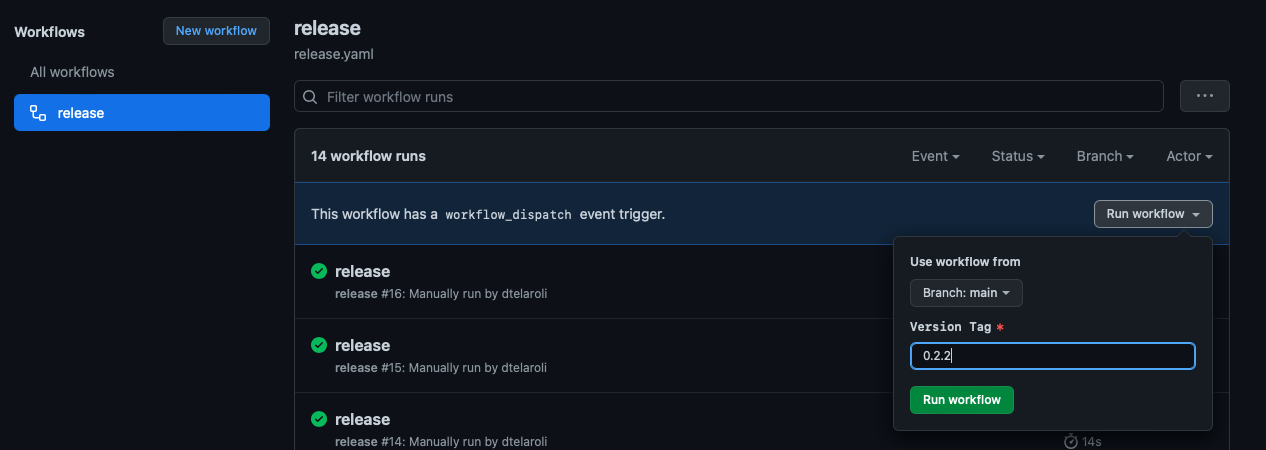 Workflows
New workflow
All workflows
release
release
release.yaml
Filter workflow runs
14 workflow runs
Event
Status
Branch
Actor
This workflow has a workflow_dispatch event trigger.
Run workflow
Use workflow from
Branch: main
Version Tag *
0.2.2
Run workflow
release
release #16: Manually run by dtelaroli
release
release #15: Manually run by dtelaroli
release
release #14: Manually run by dtelaroli
14s